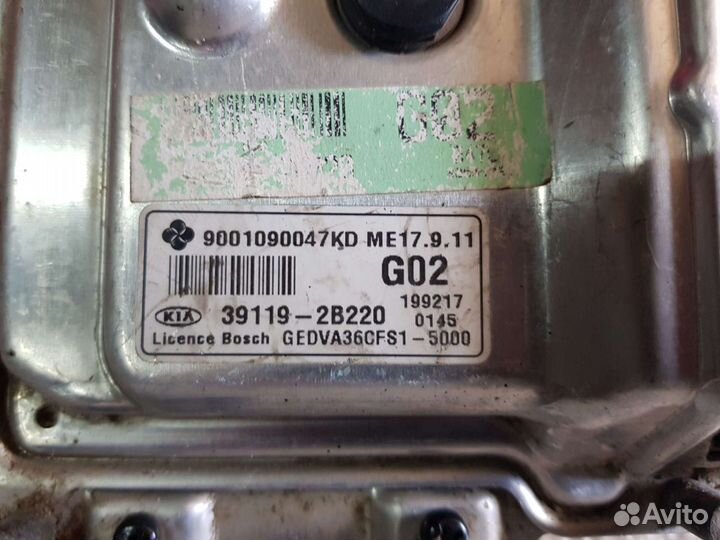 G02
9001090047KD ME17.9.11
G02
199217
KIA 39119-2B220 0145
Licence Bosch GEDVA36CFS1-5000
Avito